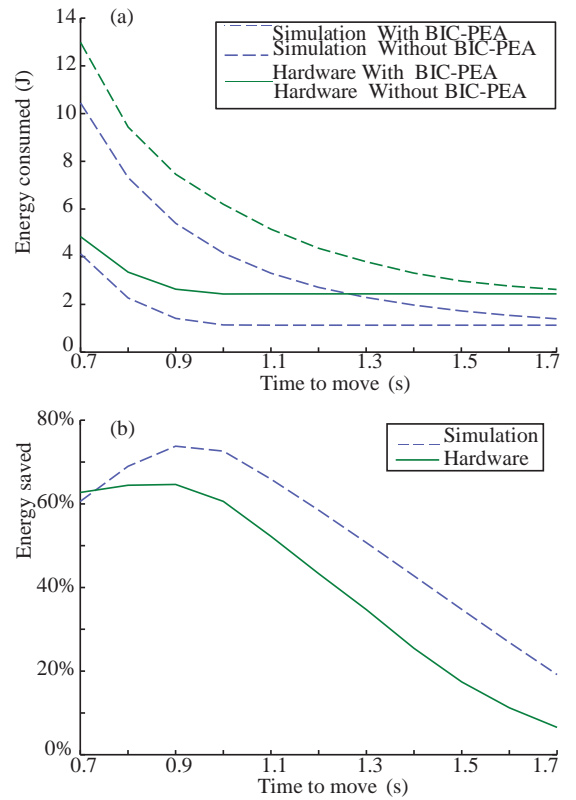 (a)
Simulation With BIC-PEA
Simulation Without BIC-PEA
Hardware With BIC-PEA
Hardware Without BIC-PEA
14
12
10
8
6
4
2
0
Energy consumed (J)
0.7 0.9 1.1 1.3 1.5 1.7
Time to move (s)
(b)
Simulation
Hardware
80%
60%
40%
20%
0%
Energy saved
0.7 0.9 1.1 1.3 1.5 1.7
Time to move (s)